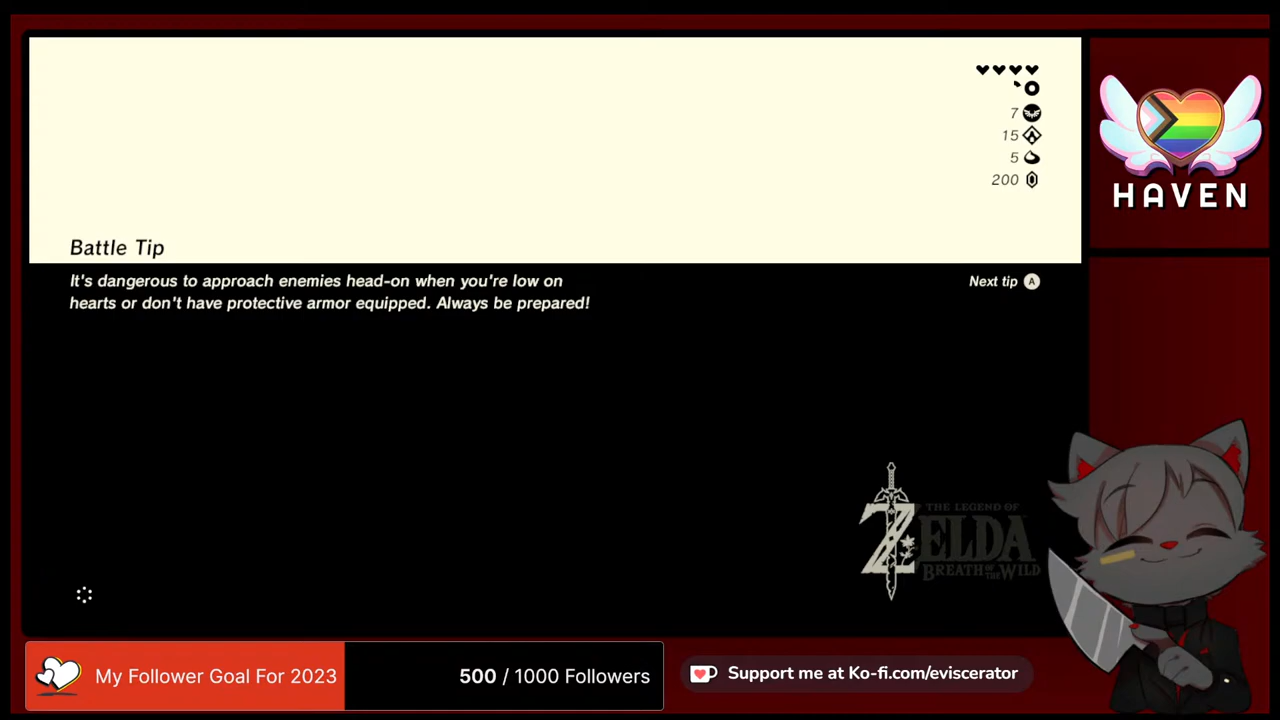 7
15
5
200
Battle Tip
It's dangerous to approach enemies head-on when you're low on
hearts or don't have protective armor equipped. Always be prepared!
Next tip A
HAVEN
THE LEGEND OF
ZELDA
BREATH OF THE WILD
My Follower Goal For 2023
500 / 1000 Followers
Support me at Ko-fi.com/eviscerator